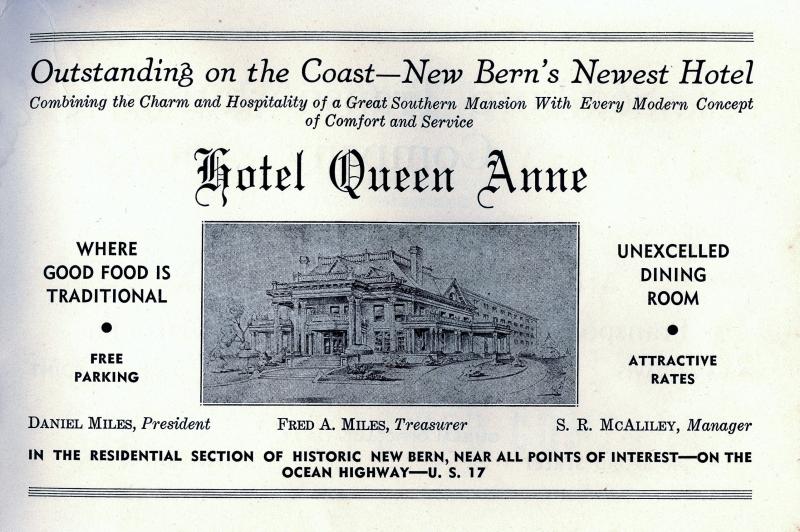 Outstanding on the Coast—New Bern's Newest Hotel
Combining the Charm and Hospitality of a Great Southern Mansion With Every Modern Concept
of Comfort and Service
Hotel Queen Anne
WHERE
GOOD FOOD IS
TRADITIONAL
●
FREE
PARKING
UNEXCELLED
DINING
ROOM
●
ATTRACTIVE
RATES
DANIEL MILES, President
FRED A. MILES, Treasurer
S. R. MCALILEY, Manager
IN THE RESIDENTIAL SECTION OF HISTORIC NEW BERN, NEAR ALL POINTS OF INTEREST—ON THE
OCEAN HIGHWAY—U. S. 17